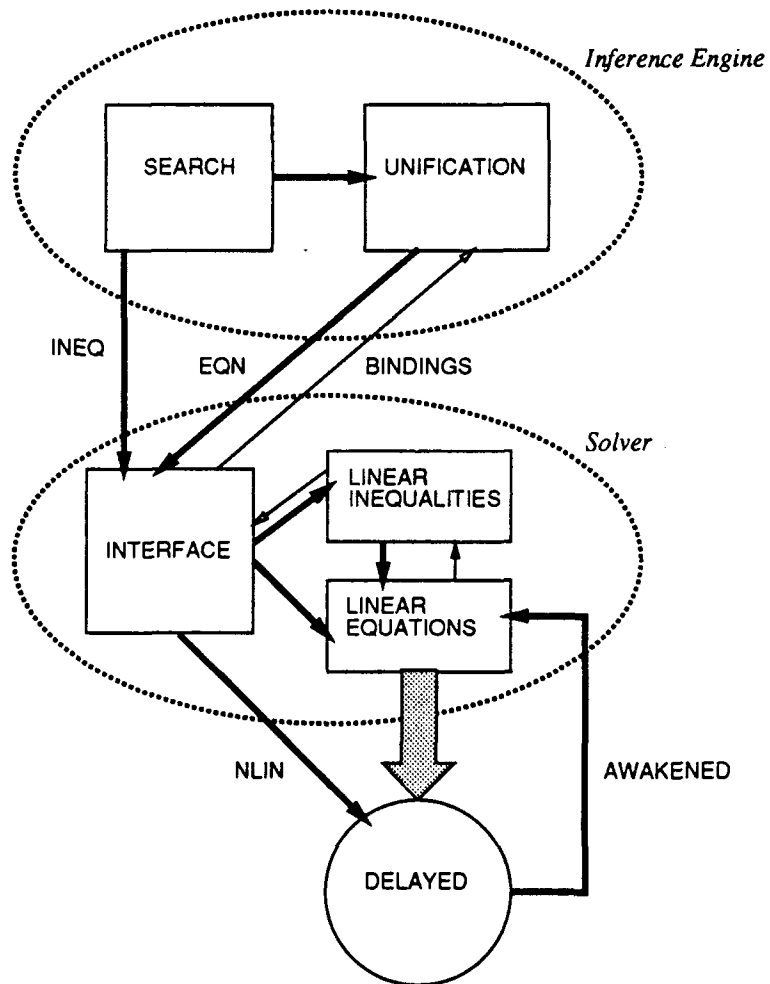 Inference Engine
SEARCH
UNIFICATION
INEQ
EQN
BINDINGS
Solver
LINEAR
INEQUALITIES
INTERFACE
LINEAR
EQUATIONS
NLIN
AWAKENED
DELAYED